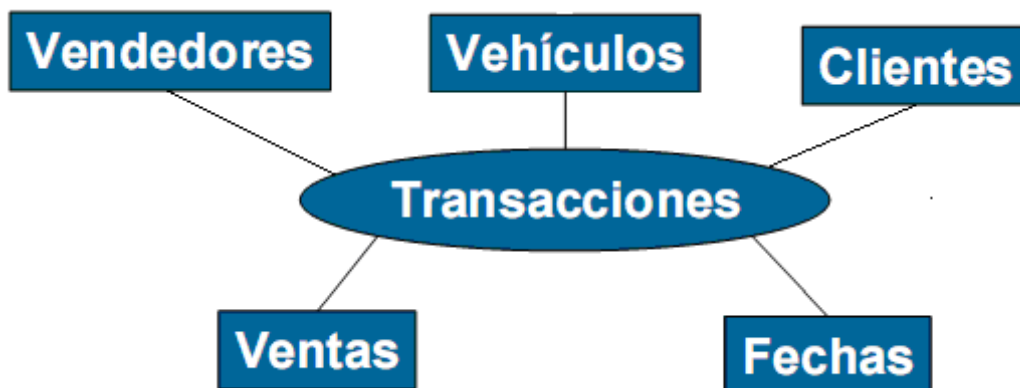 Vendedores
Vehículos
Clientes
Transacciones
Ventas
Fechas